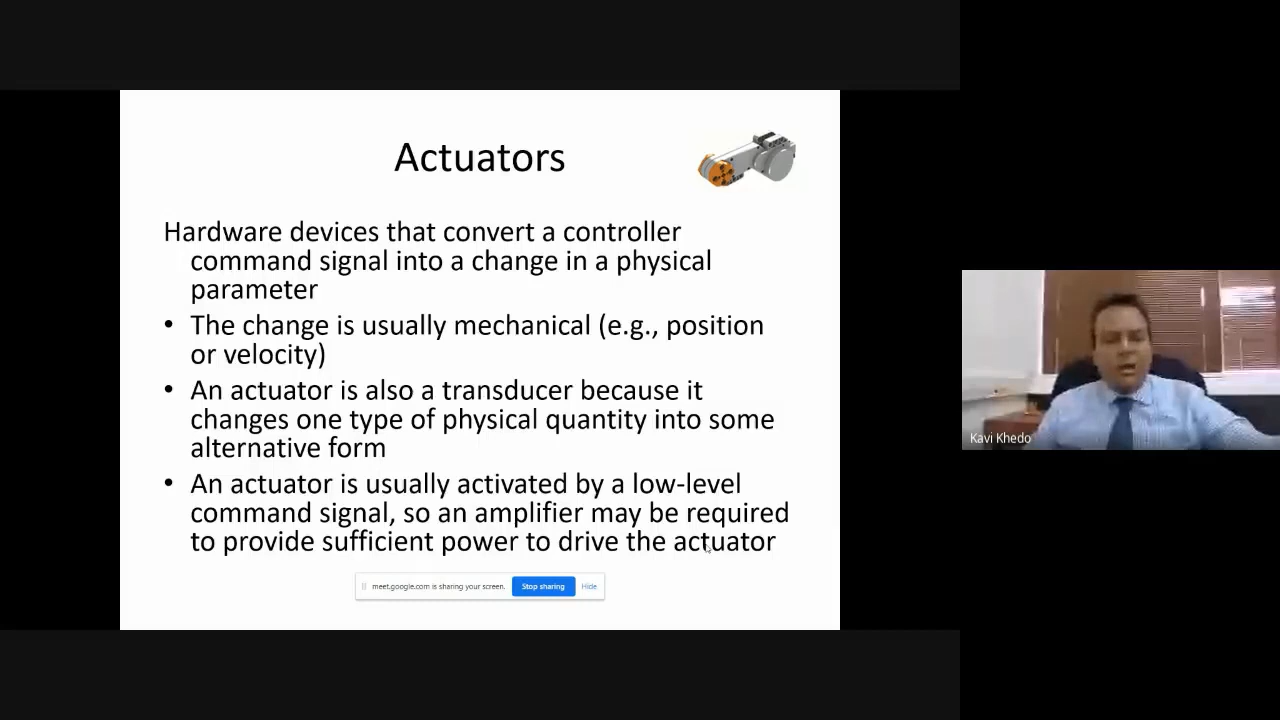 Actuators
Hardware devices that convert a controller
command signal into a change in a physical
parameter
• The change is usually mechanical (e.g., position
or velocity)
• An actuator is also a transducer because it
changes one type of physical quantity into some
alternative form
• An actuator is usually activated by a low-level
command signal, so an amplifier may be required
to provide sufficient power to drive the actuator
meet.google.com is sharing your screen. Stop sharing Hide
Kavi Khedo